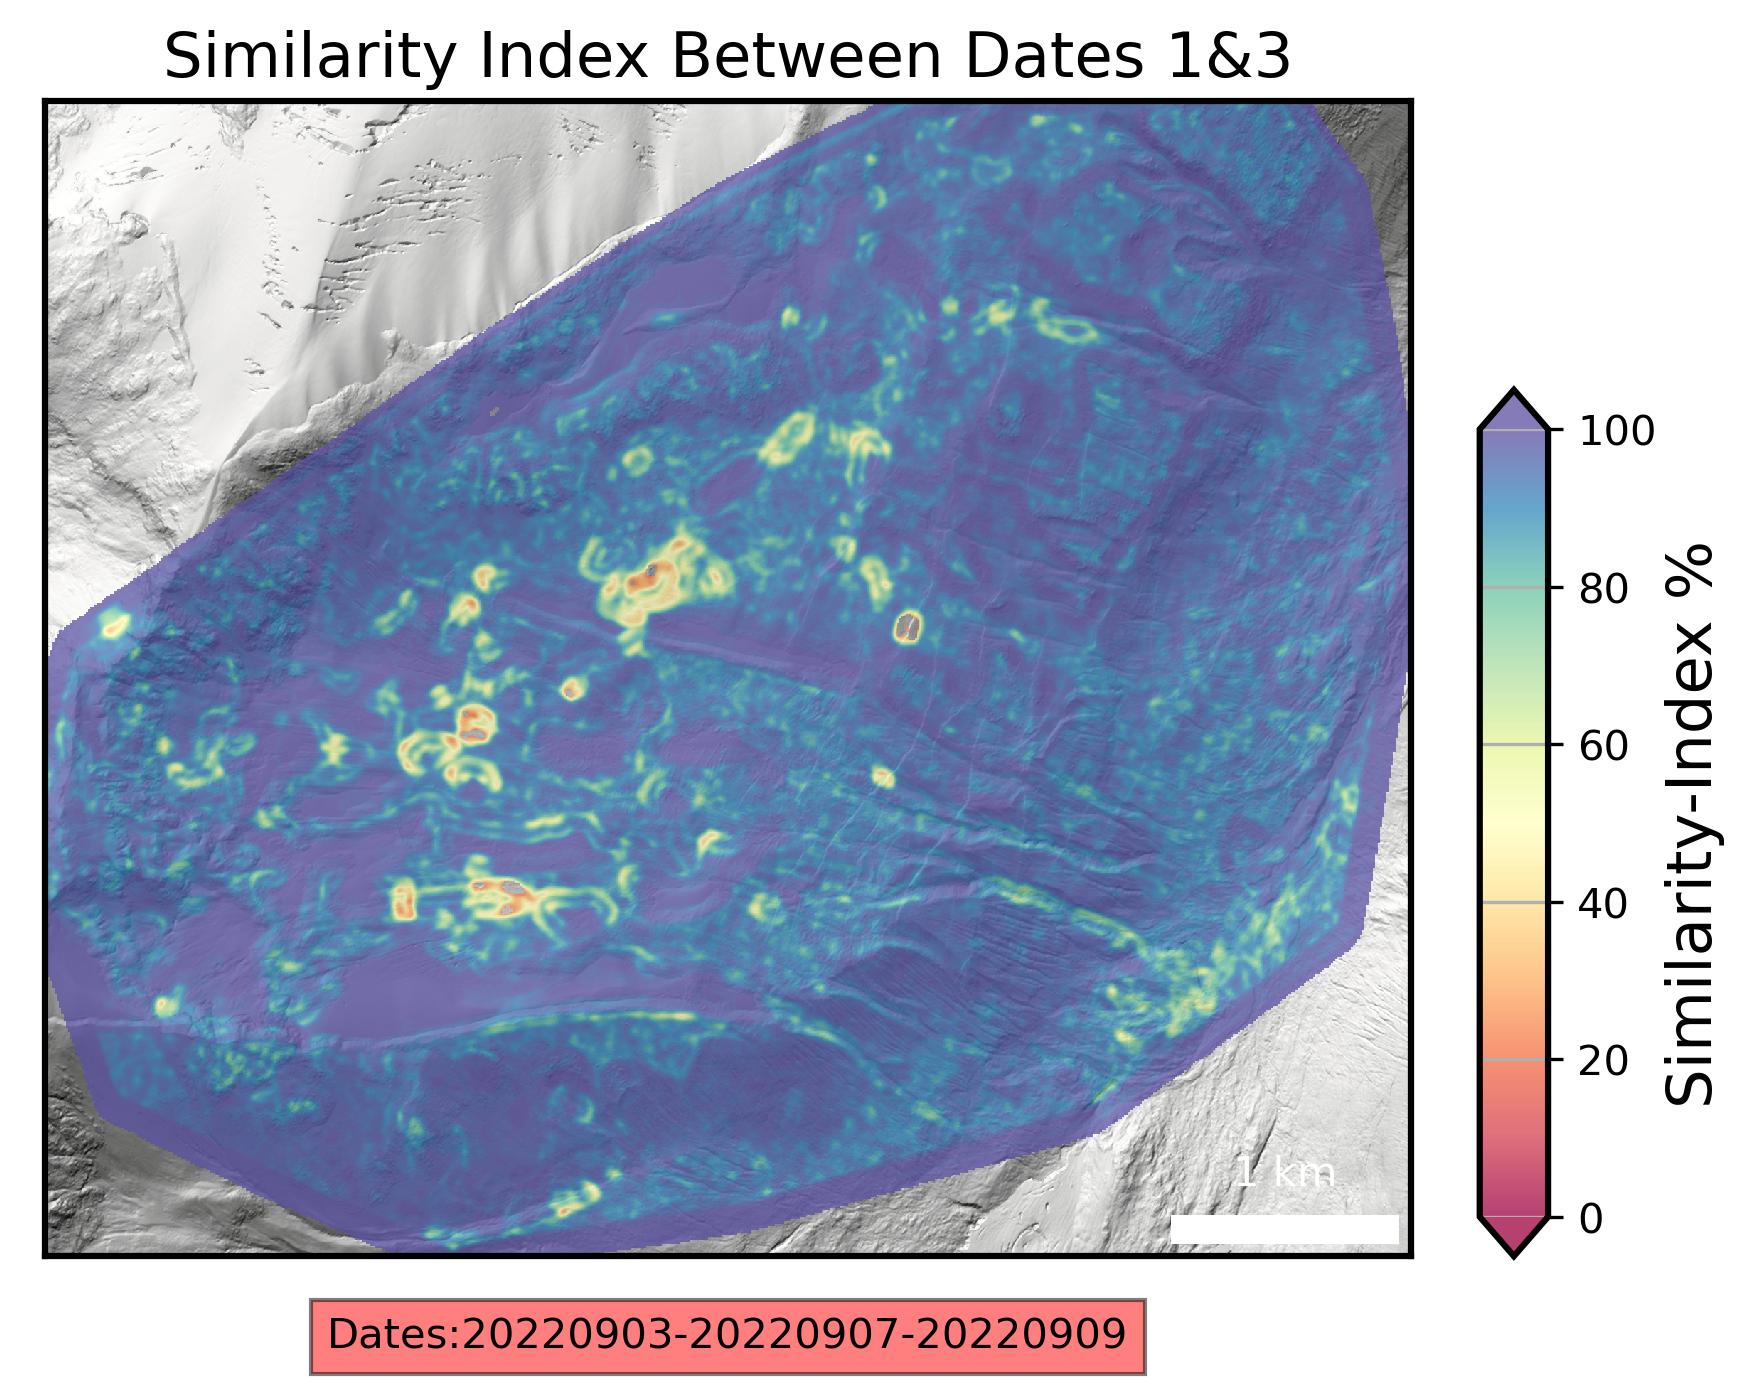 Similarity Index Between Dates 1&3
100
80
60
40
20
0
Similarity-Index %
1 km
Dates:20220903-20220907-20220909